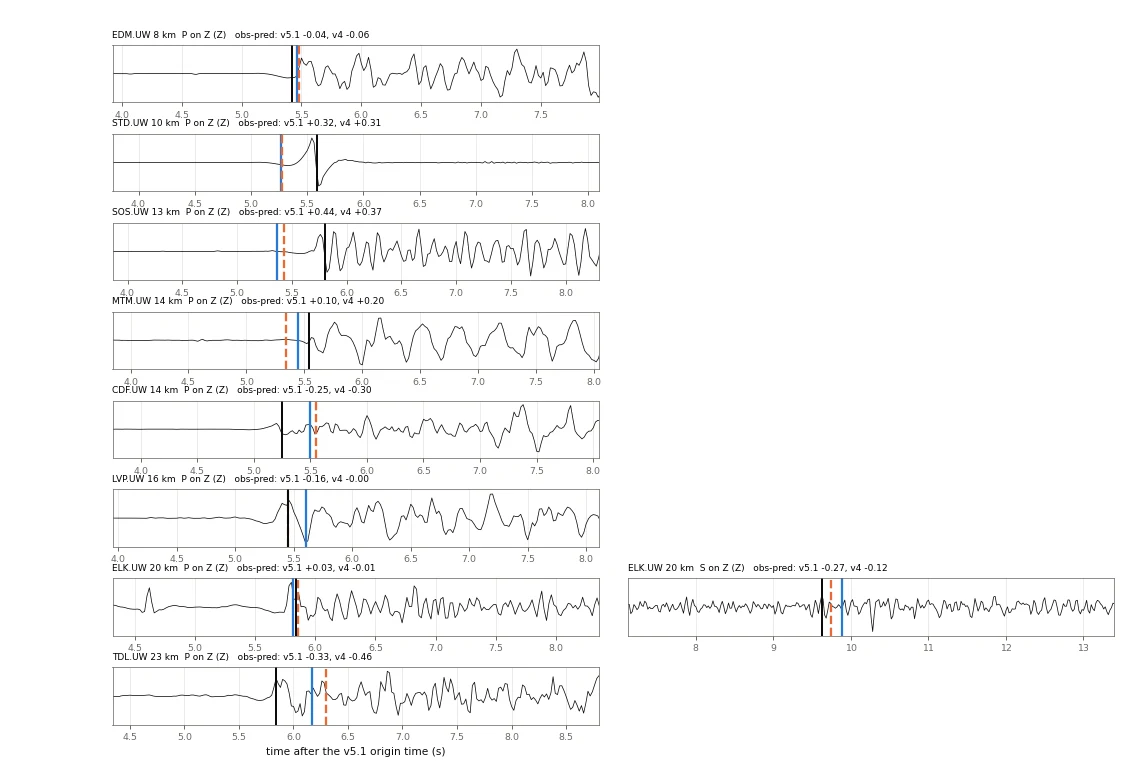 EDM.UW 8 km  P on Z (Z)   obs-pred: v5.1 -0.04, v4 -0.06
4.0 4.5 5.0 5.5 6.0 6.5 7.0 7.5
STD.UW 10 km  P on Z (Z)   obs-pred: v5.1 +0.32, v4 +0.31
4.0 4.5 5.0 5.5 6.0 6.5 7.0 7.5 8.0
SOS.UW 13 km  P on Z (Z)   obs-pred: v5.1 +0.44, v4 +0.37
4.0 4.5 5.0 5.5 6.0 6.5 7.0 7.5 8.0
MTM.UW 14 km  P on Z (Z)   obs-pred: v5.1 +0.10, v4 +0.20
4.0 4.5 5.0 5.5 6.0 6.5 7.0 7.5 8.0
CDF.UW 14 km  P on Z (Z)   obs-pred: v5.1 -0.25, v4 -0.30
4.0 4.5 5.0 5.5 6.0 6.5 7.0 7.5 8.0
LVP.UW 16 km  P on Z (Z)   obs-pred: v5.1 -0.16, v4 -0.00
4.0 4.5 5.0 5.5 6.0 6.5 7.0 7.5 8.0
ELK.UW 20 km  P on Z (Z)   obs-pred: v5.1 +0.03, v4 -0.01
4.5 5.0 5.5 6.0 6.5 7.0 7.5 8.0
ELK.UW 20 km  S on Z (Z)   obs-pred: v5.1 -0.27, v4 -0.12
8 9 10 11 12 13
TDL.UW 23 km  P on Z (Z)   obs-pred: v5.1 -0.33, v4 -0.46
4.5 5.0 5.5 6.0 6.5 7.0 7.5 8.0 8.5
time after the v5.1 origin time (s)